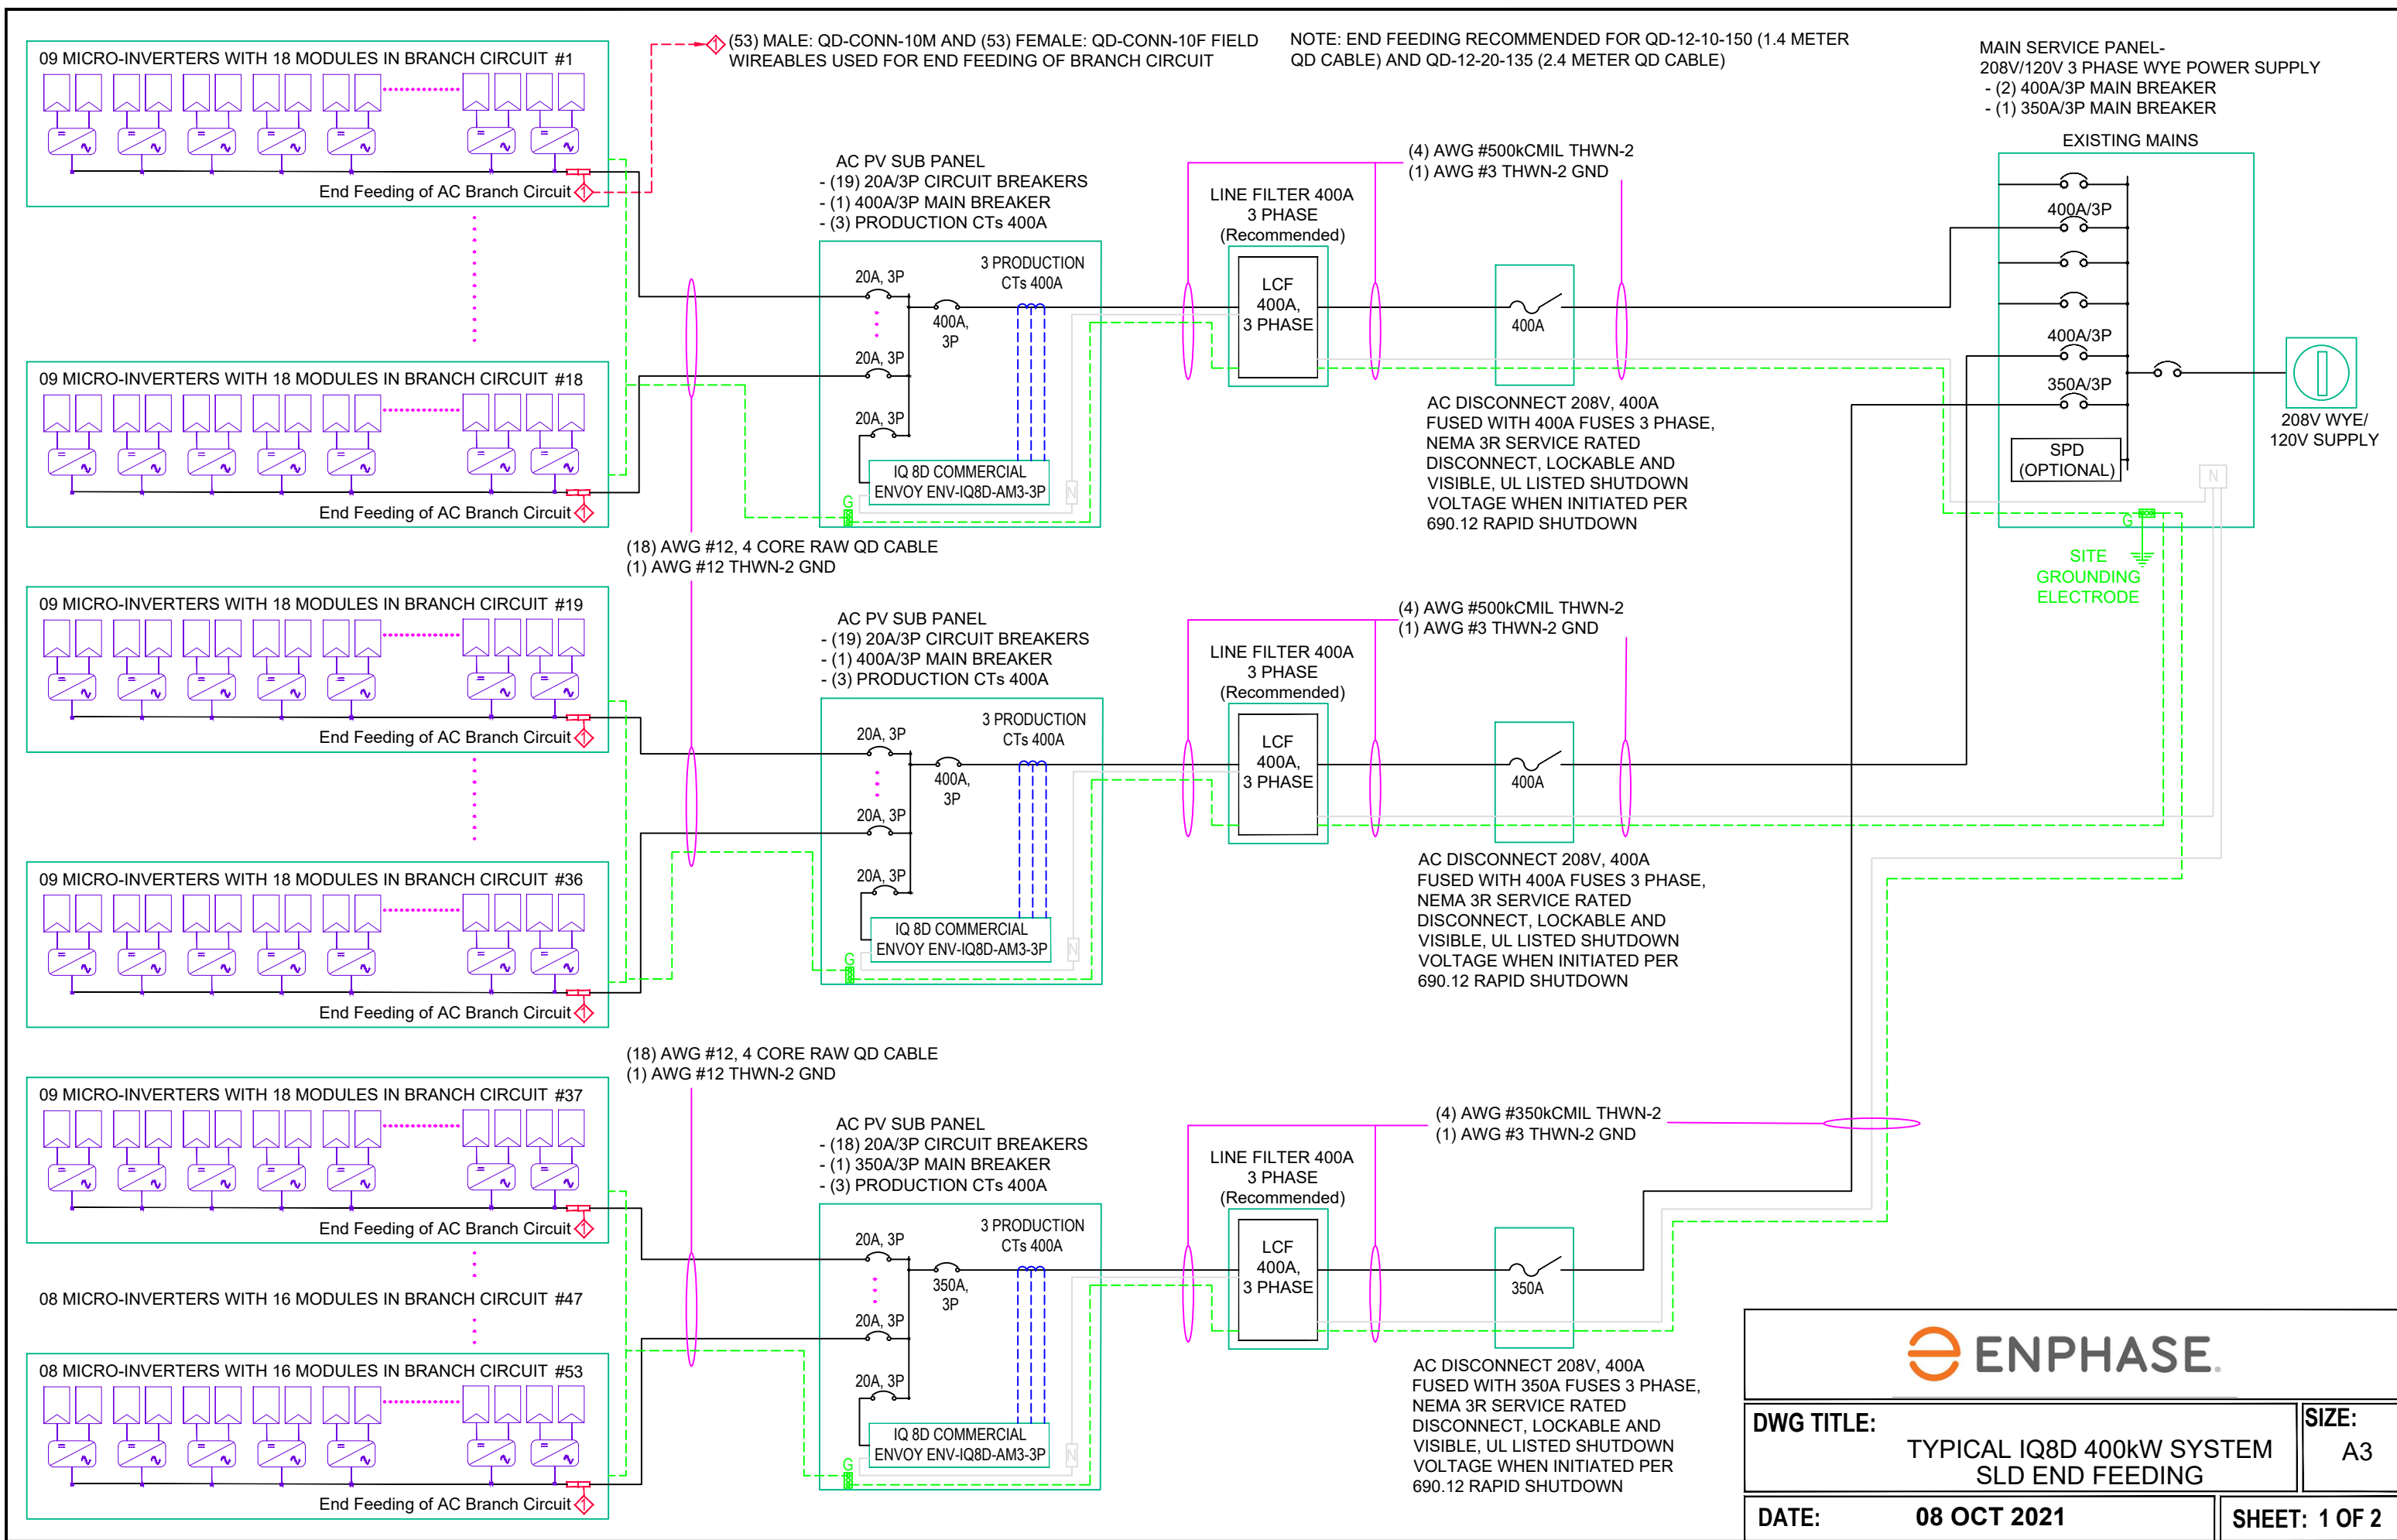 09 MICRO-INVERTERS WITH 18 MODULES IN BRANCH CIRCUIT #1
End Feeding of AC Branch Circuit
1
1
(53) MALE: QD-CONN-10M AND (53) FEMALE: QD-CONN-10F FIELD
WIREABLES USED FOR END FEEDING OF BRANCH CIRCUIT
NOTE: END FEEDING RECOMMENDED FOR QD-12-10-150 (1.4 METER
QD CABLE) AND QD-12-20-135 (2.4 METER QD CABLE)
MAIN SERVICE PANEL-
208V/120V 3 PHASE WYE POWER SUPPLY
- (2) 400A/3P MAIN BREAKER
- (1) 350A/3P MAIN BREAKER
EXISTING MAINS
400A/3P
400A/3P
350A/3P
SPD
(OPTIONAL)
N
G
SITE
GROUNDING
ELECTRODE
208V WYE/
120V SUPPLY
AC PV SUB PANEL
- (19) 20A/3P CIRCUIT BREAKERS
- (1) 400A/3P MAIN BREAKER
- (3) PRODUCTION CTs 400A
20A, 3P
3 PRODUCTION
CTs 400A
400A,
3P
20A, 3P
20A, 3P
IQ 8D COMMERCIAL
ENVOY ENV-IQ8D-AM3-3P
N
G
LINE FILTER 400A
3 PHASE
(Recommended)
LCF
400A,
3 PHASE
(4) AWG #500kCMIL THWN-2
(1) AWG #3 THWN-2 GND
400A
AC DISCONNECT 208V, 400A
FUSED WITH 400A FUSES 3 PHASE,
NEMA 3R SERVICE RATED
DISCONNECT, LOCKABLE AND
VISIBLE, UL LISTED SHUTDOWN
VOLTAGE WHEN INITIATED PER
690.12 RAPID SHUTDOWN
09 MICRO-INVERTERS WITH 18 MODULES IN BRANCH CIRCUIT #18
End Feeding of AC Branch Circuit
1
(18) AWG #12, 4 CORE RAW QD CABLE
(1) AWG #12 THWN-2 GND
09 MICRO-INVERTERS WITH 18 MODULES IN BRANCH CIRCUIT #19
End Feeding of AC Branch Circuit
1
AC PV SUB PANEL
- (19) 20A/3P CIRCUIT BREAKERS
- (1) 400A/3P MAIN BREAKER
- (3) PRODUCTION CTs 400A
20A, 3P
3 PRODUCTION
CTs 400A
400A,
3P
20A, 3P
20A, 3P
IQ 8D COMMERCIAL
ENVOY ENV-IQ8D-AM3-3P
N
G
LINE FILTER 400A
3 PHASE
(Recommended)
LCF
400A,
3 PHASE
(4) AWG #500kCMIL THWN-2
(1) AWG #3 THWN-2 GND
400A
AC DISCONNECT 208V, 400A
FUSED WITH 400A FUSES 3 PHASE,
NEMA 3R SERVICE RATED
DISCONNECT, LOCKABLE AND
VISIBLE, UL LISTED SHUTDOWN
VOLTAGE WHEN INITIATED PER
690.12 RAPID SHUTDOWN
09 MICRO-INVERTERS WITH 18 MODULES IN BRANCH CIRCUIT #36
End Feeding of AC Branch Circuit
1
(18) AWG #12, 4 CORE RAW QD CABLE
(1) AWG #12 THWN-2 GND
09 MICRO-INVERTERS WITH 18 MODULES IN BRANCH CIRCUIT #37
End Feeding of AC Branch Circuit
1
08 MICRO-INVERTERS WITH 16 MODULES IN BRANCH CIRCUIT #47
08 MICRO-INVERTERS WITH 16 MODULES IN BRANCH CIRCUIT #53
End Feeding of AC Branch Circuit
1
AC PV SUB PANEL
- (18) 20A/3P CIRCUIT BREAKERS
- (1) 350A/3P MAIN BREAKER
- (3) PRODUCTION CTs 400A
20A, 3P
3 PRODUCTION
CTs 400A
350A,
3P
20A, 3P
20A, 3P
IQ 8D COMMERCIAL
ENVOY ENV-IQ8D-AM3-3P
N
G
LINE FILTER 400A
3 PHASE
(Recommended)
LCF
400A,
3 PHASE
(4) AWG #350kCMIL THWN-2
(1) AWG #3 THWN-2 GND
350A
AC DISCONNECT 208V, 400A
FUSED WITH 350A FUSES 3 PHASE,
NEMA 3R SERVICE RATED
DISCONNECT, LOCKABLE AND
VISIBLE, UL LISTED SHUTDOWN
VOLTAGE WHEN INITIATED PER
690.12 RAPID SHUTDOWN
ENPHASE®
DWG TITLE:
TYPICAL IQ8D 400kW SYSTEM
SLD END FEEDING
SIZE:
A3
DATE: 08 OCT 2021
SHEET: 1 OF 2